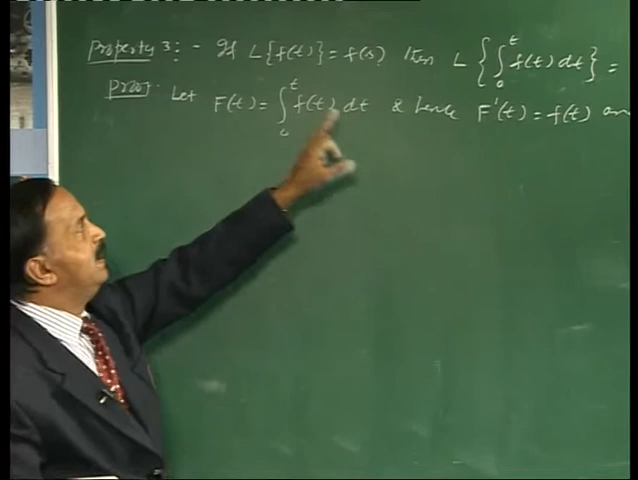 Property 3:- If L{f(t)} = f(s) then L{∫₀ᵗ f(t) dt} =
Proof Let F(t) = ∫₀ᵗ f(t) dt & hence F'(t) = f(t) an